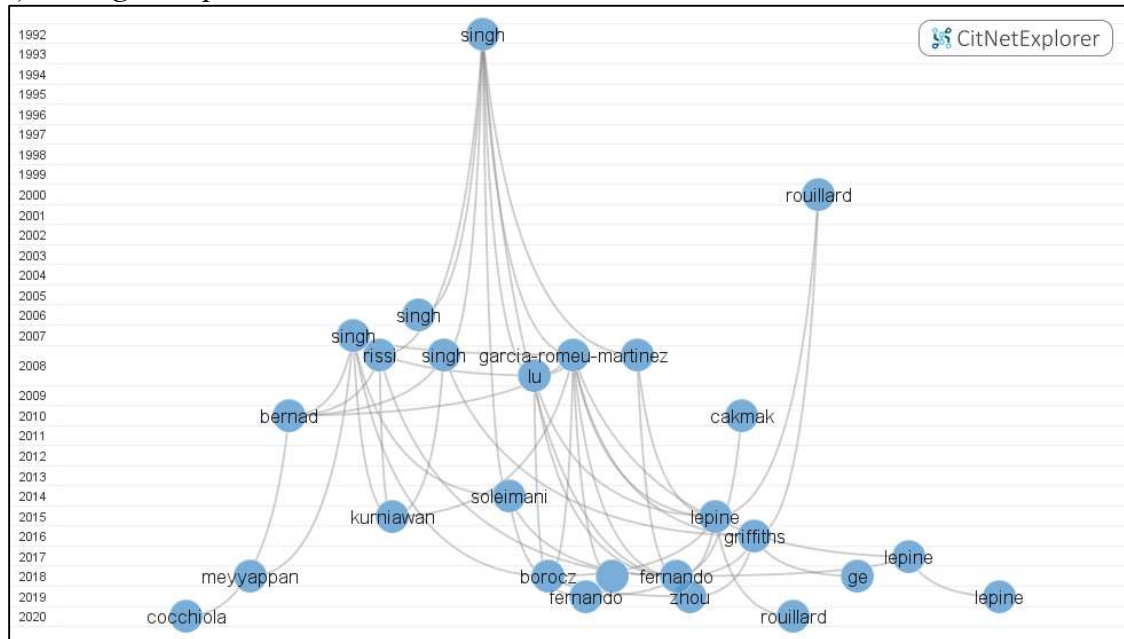 1992
singh
CitNetExplorer
1993
1994
1995
1996
1997
1998
1999
2000
rouillard
2001
2002
2003
2004
2005
2006
singh
2007
singh
rissi
singh
garcia-romeu-martinez
2008
lu
2009
2010
bernad
cakmak
2011
2012
2013
2014
soleimani
2015
kurniawan
lepine
2016
griffiths
2017
lepine
2018
meyyappan
borocz
fernando
ge
2019
fernando
zhou
lepine
2020
cocchiola
rouillard